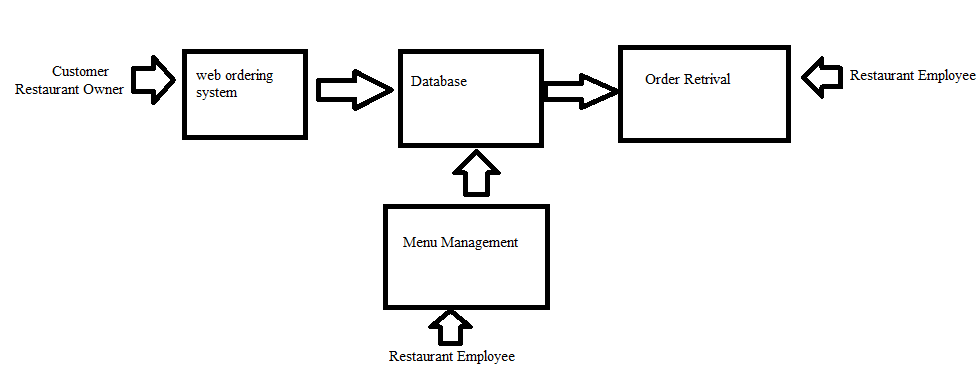 Customer
Restaurant Owner
web ordering
system
Database
Order Retrival
Restaurant Employee
Menu Management
Restaurant Employee